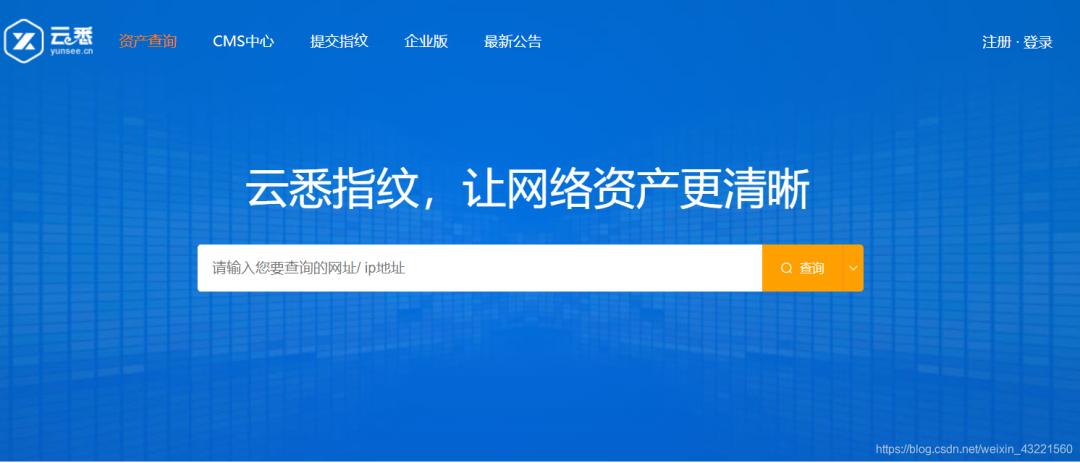 云悉
yunsee.cn
资产查询 CMS中心 提交指纹 企业版 最新公告 注册 · 登录
云悉指纹，让网络资产更清晰
请输入您要查询的网址/ ip地址 查询
https://blog.csdn.net/weixin_43221560